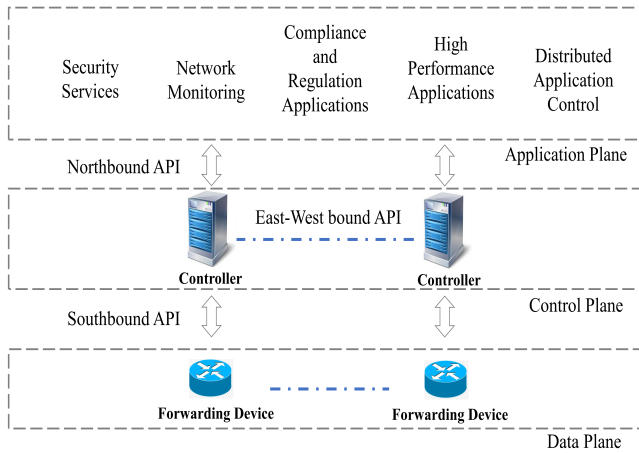 Security
Services
Network
Monitoring
Compliance
and
Regulation
Applications
High
Performance
Applications
Distributed
Application
Control
Northbound API
Application Plane
East-West bound API
Controller
Controller
Southbound API
Control Plane
Forwarding Device
Forwarding Device
Data Plane